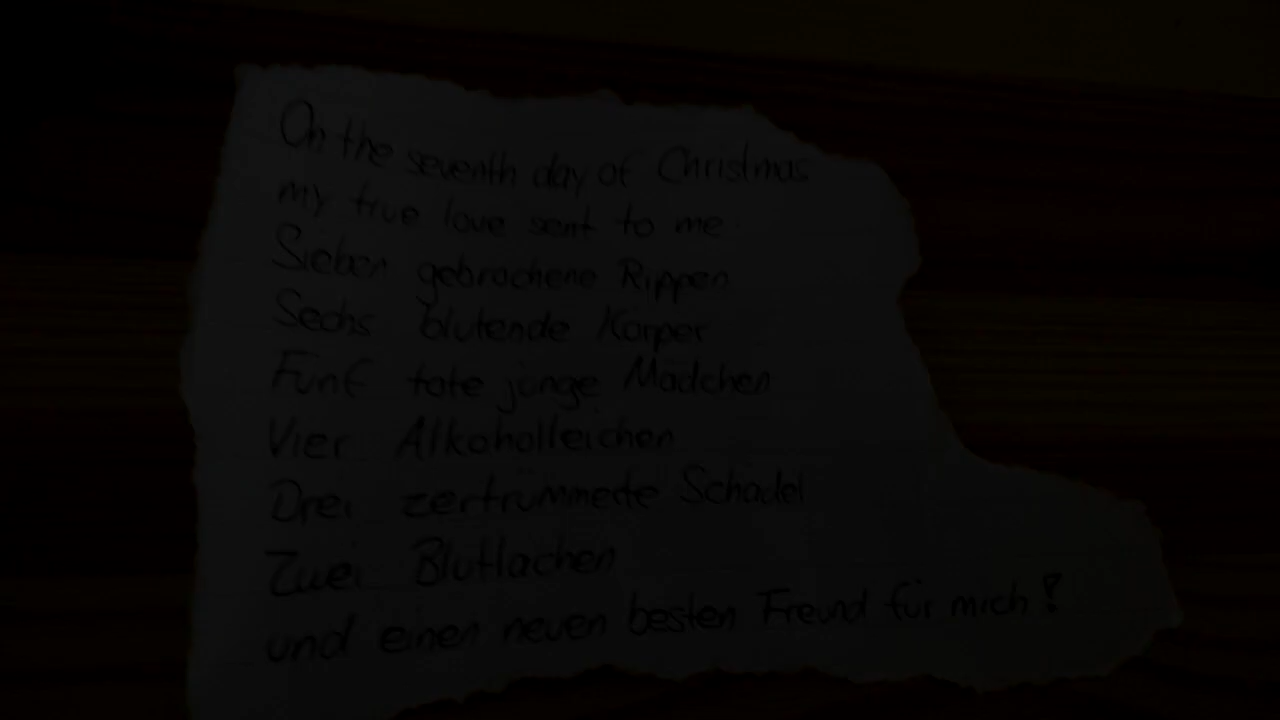 On the seventh day of Christmas
my true love sent to me
Sieben gebrochene Rippen
Sechs blutende Körper
Fünf tote junge Mädchen
Vier Alkoholleichen
Drei zertrümmerte Schädel
Zwei Blutlachen
und einen neuen besten Freund für mich?